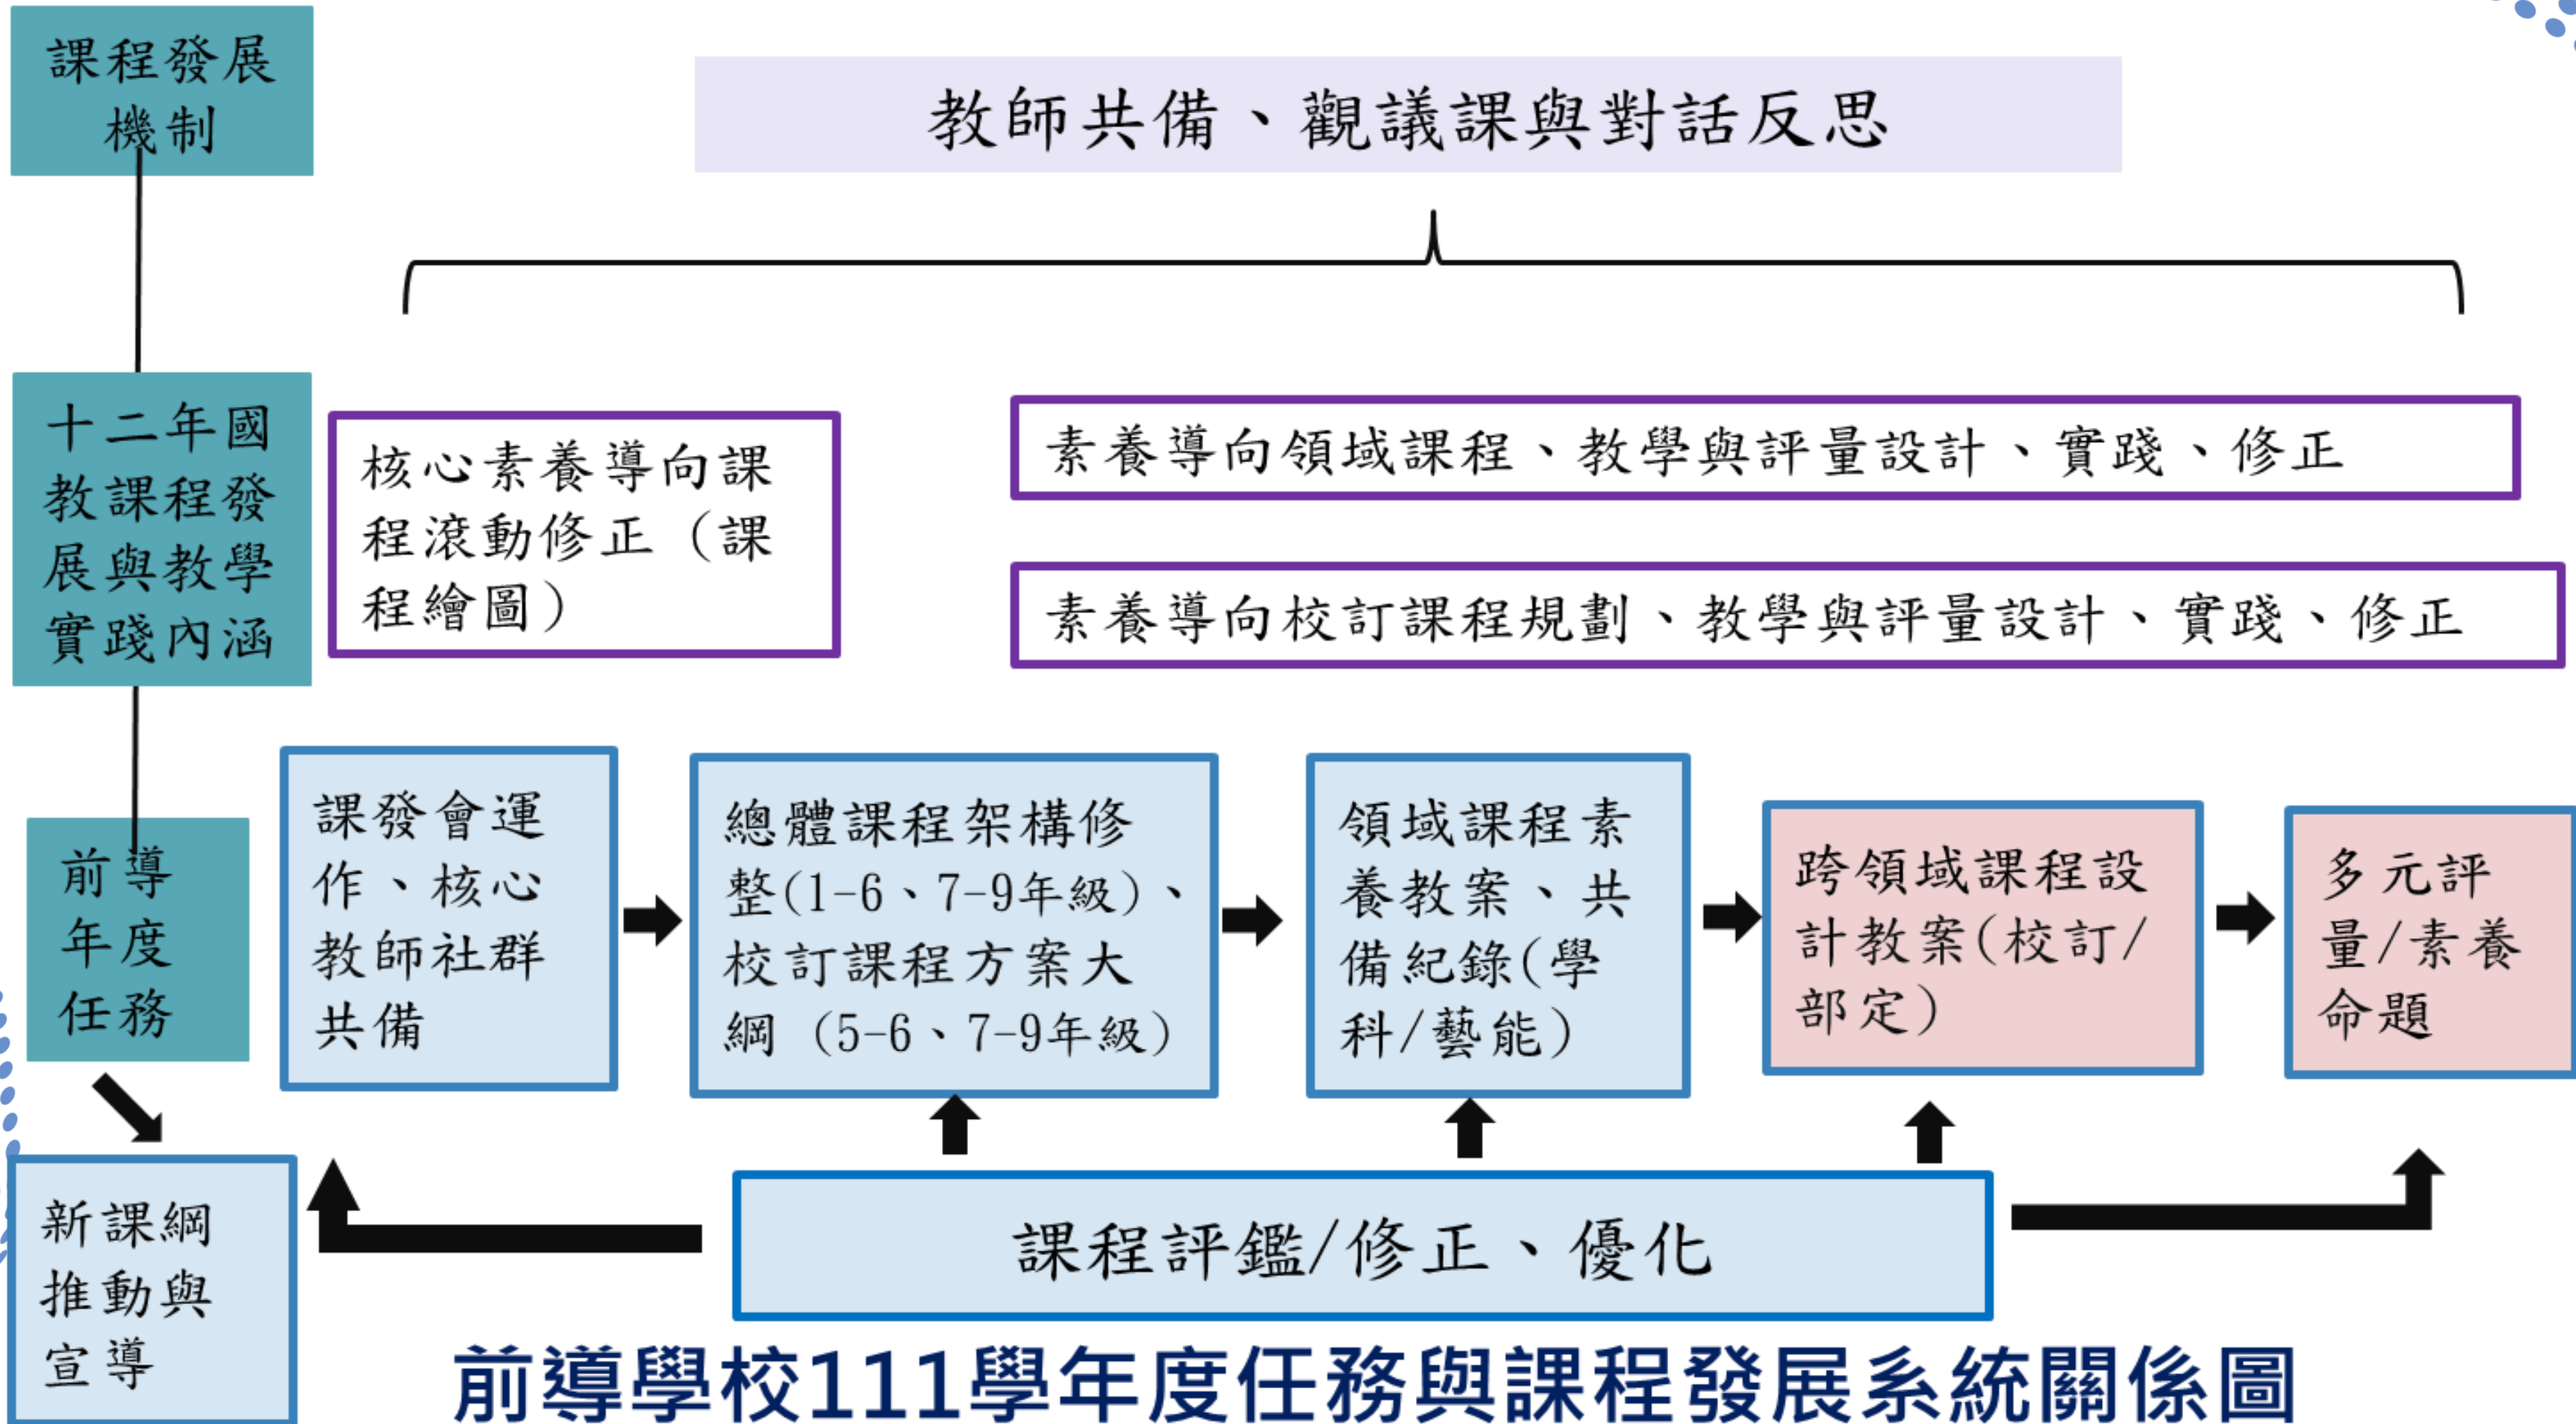 課程發展
機制
教師共備、觀議課與對話反思
十二年國
教課程發
展與教學
實踐內涵
核心素養導向課
程滾動修正（課
程繪圖）
素養導向領域課程、教學與評量設計、實踐、修正
素養導向校訂課程規劃、教學與評量設計、實踐、修正
前導
年度
任務
課發會運
作、核心
教師社群
共備
總體課程架構修
整(1-6、7-9年級)、
校訂課程方案大
綱（5-6、7-9年級）
領域課程素
養教案、共
備紀錄(學
科/藝能)
跨領域課程設
計教案(校訂/
部定)
多元評
量/素養
命題
新課綱
推動與
宣導
課程評鑑/修正、優化
前導學校111學年度任務與課程發展系統關係圖